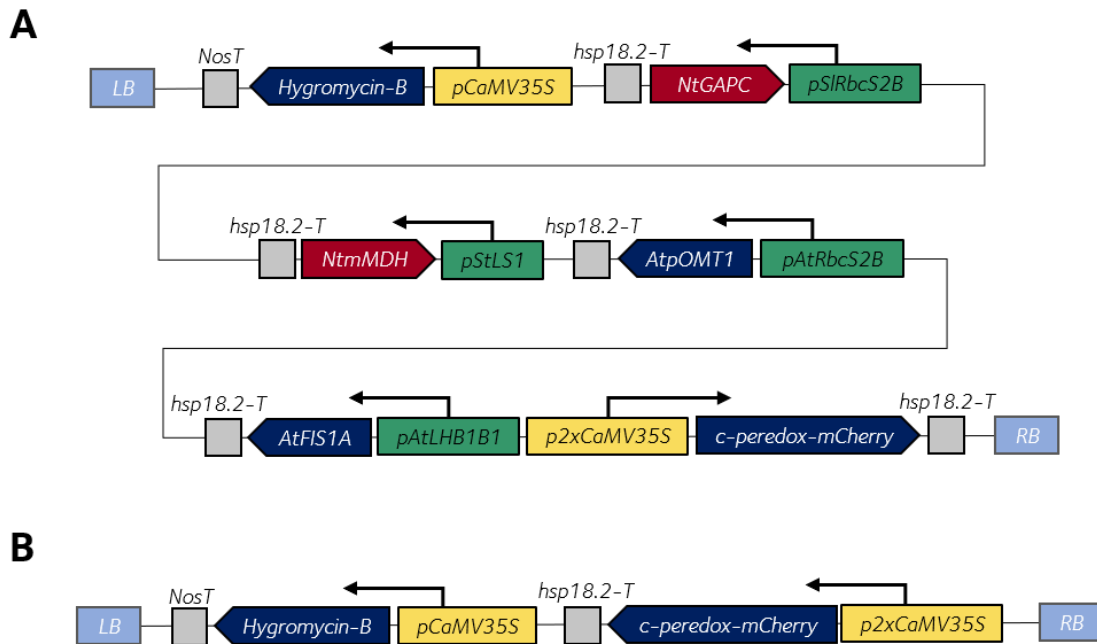 A
NosT hsp18.2-T
LB Hygromycin-B pCaMV35S NtGAPC pSlRbcS2B
hsp18.2-T hsp18.2-T
NtmMDH pStLS1 AtpOMT1 pAtRbcS2B
hsp18.2-T hsp18.2-T
AtFIS1A pAtLHB1B1 p2xCaMV35S c-peredox-mCherry RB
B
NosT hsp18.2-T
LB Hygromycin-B pCaMV35S c-peredox-mCherry p2xCaMV35S RB